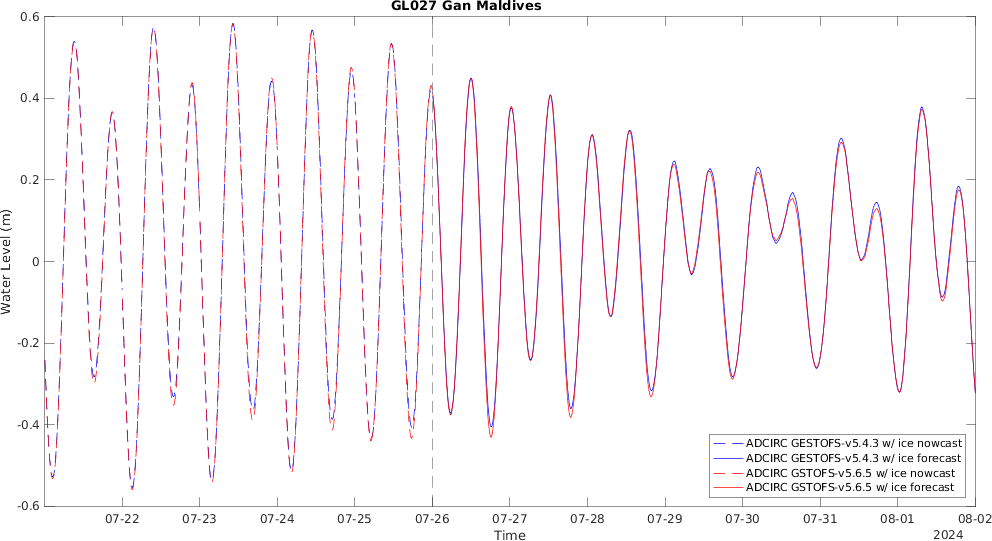 GL027 Gan Maldives
0.6
0.4
0.2
0
-0.2
-0.4
-0.6
Water Level (m)
ADCIRC GESTOFS-v5.4.3 w/ ice nowcast
ADCIRC GESTOFS-v5.4.3 w/ ice forecast
ADCIRC GSTOFS-v5.6.5 w/ ice nowcast
ADCIRC GSTOFS-v5.6.5 w/ ice forecast
07-22 07-23 07-24 07-25 07-26 07-27 07-28 07-29 07-30 07-31 08-01 08-02
Time
2024